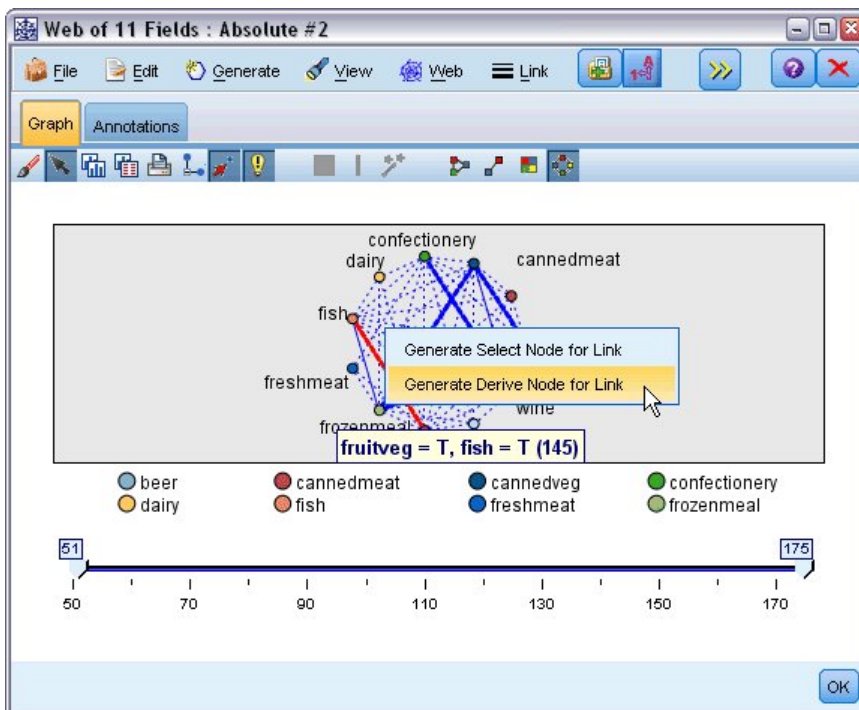 Web of 11 Fields : Absolute #2
File Edit Generate View Web Link
Graph Annotations
confectionery
dairy cannedmeat
fish
Generate Select Node for Link
freshmeat Generate Derive Node for Link
wine
frozenmeal
fruitveg = T, fish = T (145)
beer cannedmeat cannedveg confectionery
dairy fish freshmeat frozenmeal
51 175
50 70 90 110 130 150 170
OK